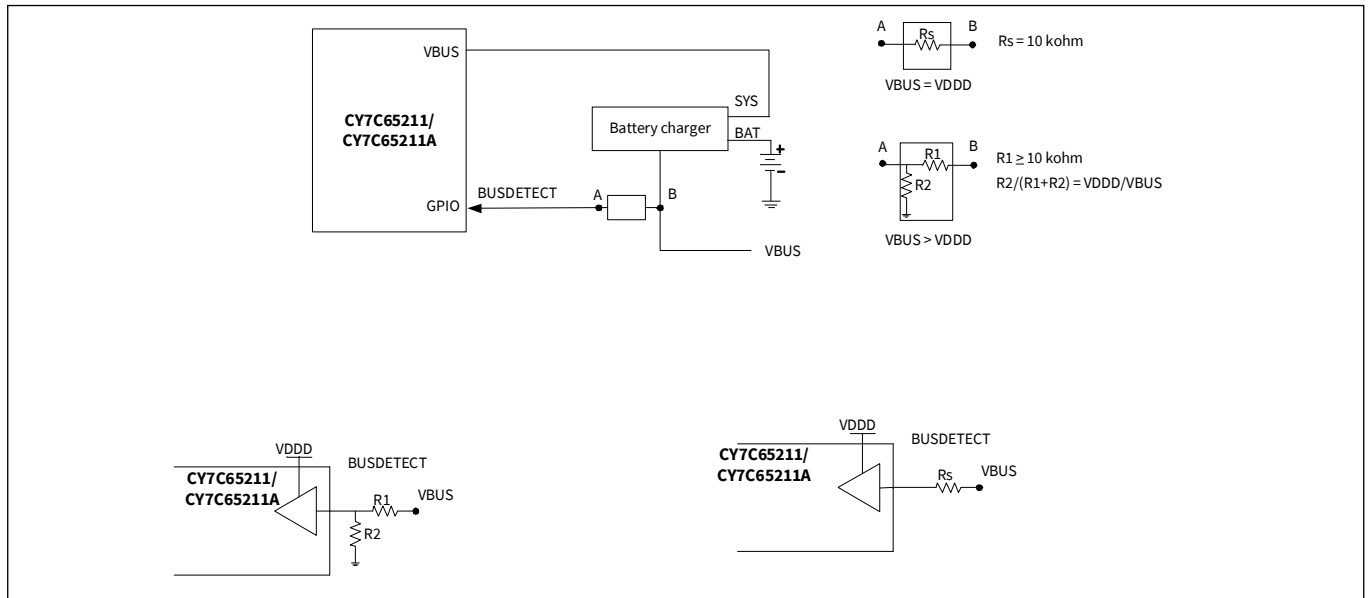 VBUS
CY7C65211/
CY7C65211A
GPIO
BUSDETECT
A
B
Battery charger
SYS
BAT
+
-
VBUS
A
Rs
B
Rs = 10 kohm
VBUS = VDDD
A
R1
B
R2
R1 ≥ 10 kohm
R2/(R1+R2) = VDDD/VBUS
VBUS > VDDD
VDDD
BUSDETECT
CY7C65211/
CY7C65211A
R1
VBUS
R2
VDDD
BUSDETECT
CY7C65211/
CY7C65211A
Rs
VBUS